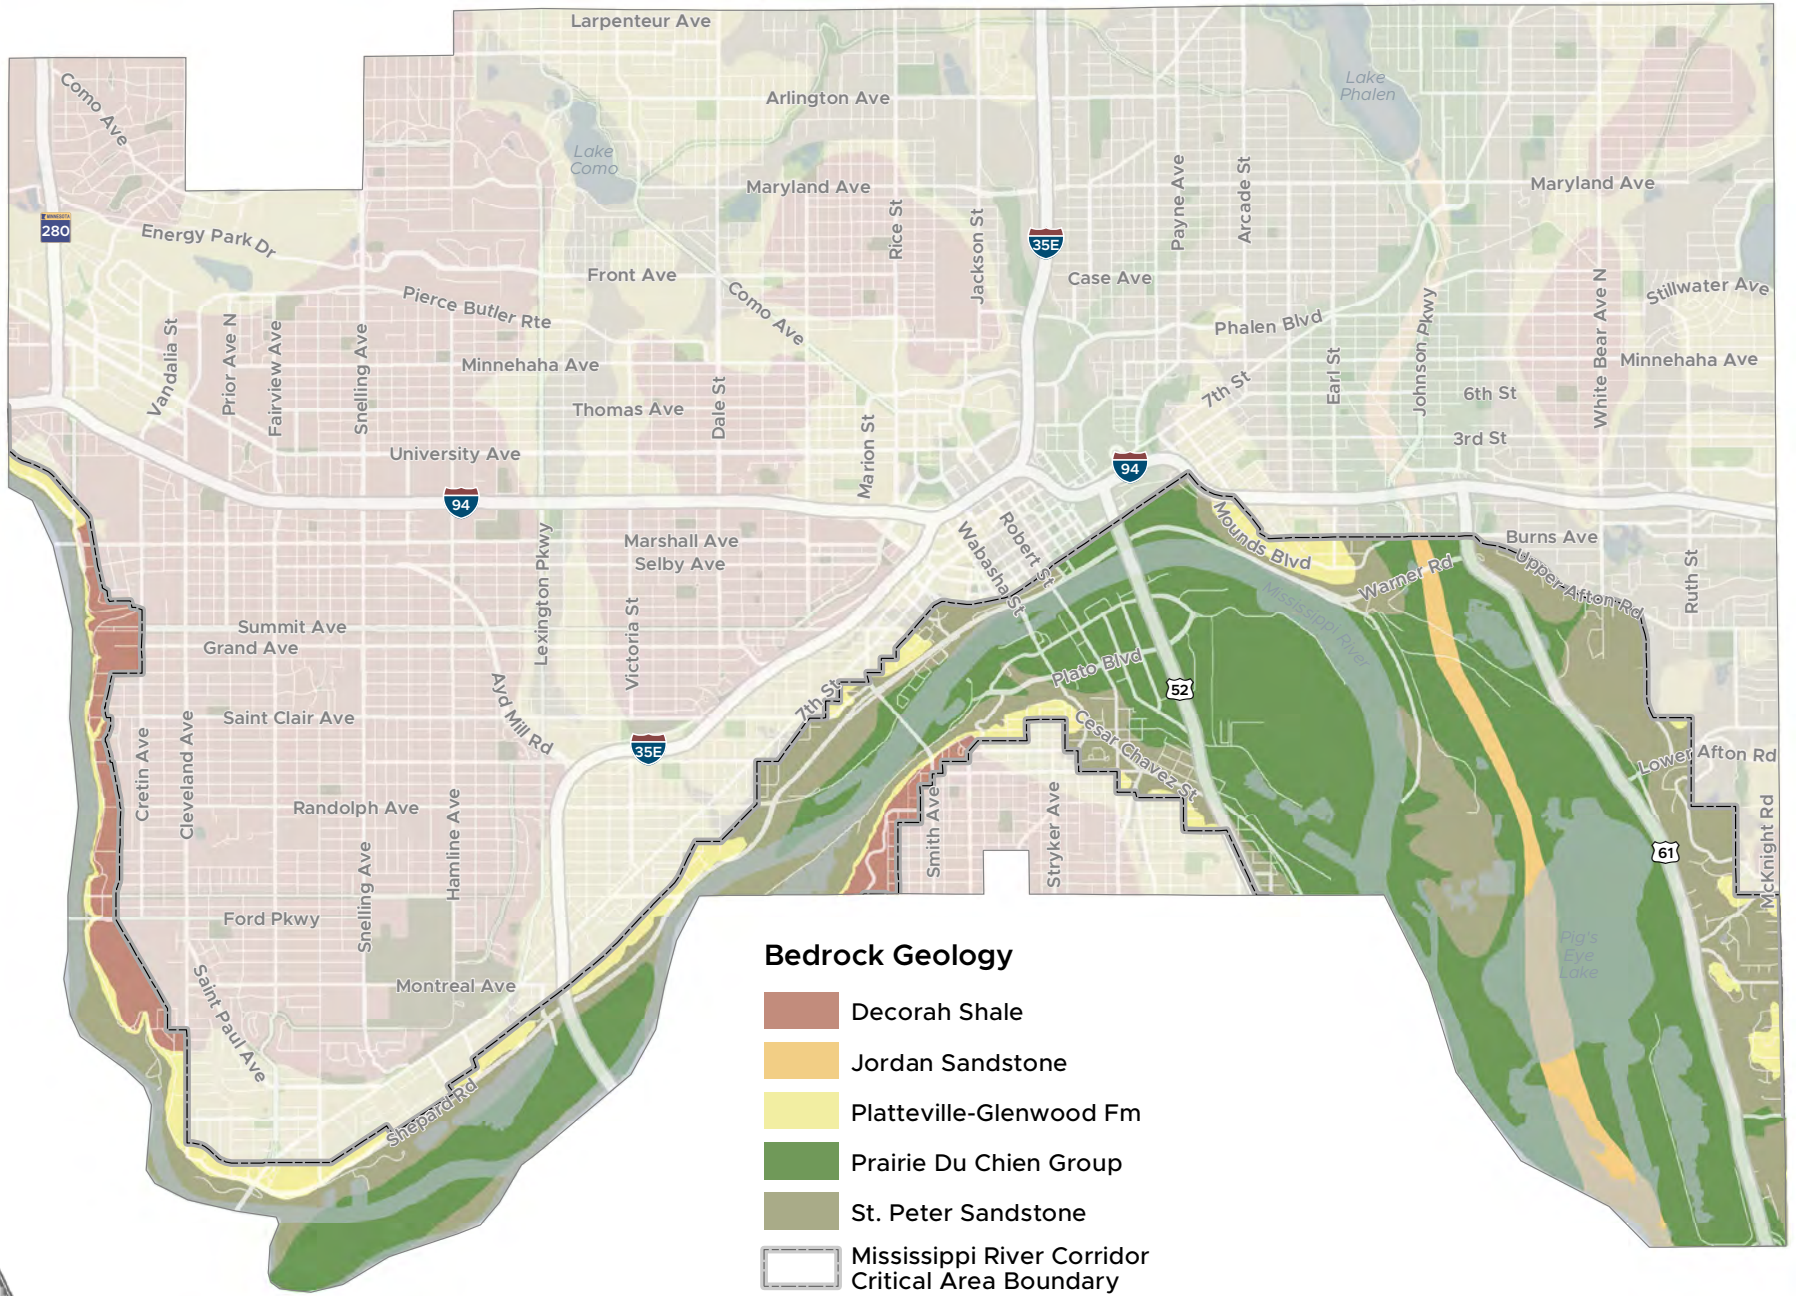 Larpenteur Ave
Como Ave
Arlington Ave
Lake
Phalen
Lake
Como
Maryland Ave
Maryland Ave
Payne Ave
Arcade St
Rice St
Jackson St
MINNESOTA
280
Energy Park Dr
35E
Front Ave
Case Ave
Stillwater Ave
Pierce Butler Rte
Como Ave
Phalen Blvd
Johnson Pkwy
White Bear Ave N
Vandalia St
Prior Ave N
Fairview Ave
Snelling Ave
Minnehaha Ave
Minnehaha Ave
Earl St
7th St
6th St
Thomas Ave
Dale St
Marion St
3rd St
University Ave
94
94
Lexington Pkwy
Marshall Ave
Selby Ave
Robert St
Wabasha St
Mounds Blvd
Burns Ave
Upper Afton Rd
Ruth St
Warner Rd
Mississippi River
Summit Ave
Grand Ave
Victoria St
Plato Blvd
52
Ayd Mill Rd
7th St
Saint Clair Ave
Cesar Chavez St
35E
Lower Afton Rd
Cretin Ave
Cleveland Ave
Randolph Ave
Hamline Ave
Smith Ave
Stryker Ave
McKnight Rd
61
Snelling Ave
Ford Pkwy
Pig's
Eye
Lake
Saint Paul Ave
Montreal Ave
Shepard Rd
Bedrock Geology
Decorah Shale
Jordan Sandstone
Platteville-Glenwood Fm
Prairie Du Chien Group
St. Peter Sandstone
Mississippi River Corridor
Critical Area Boundary